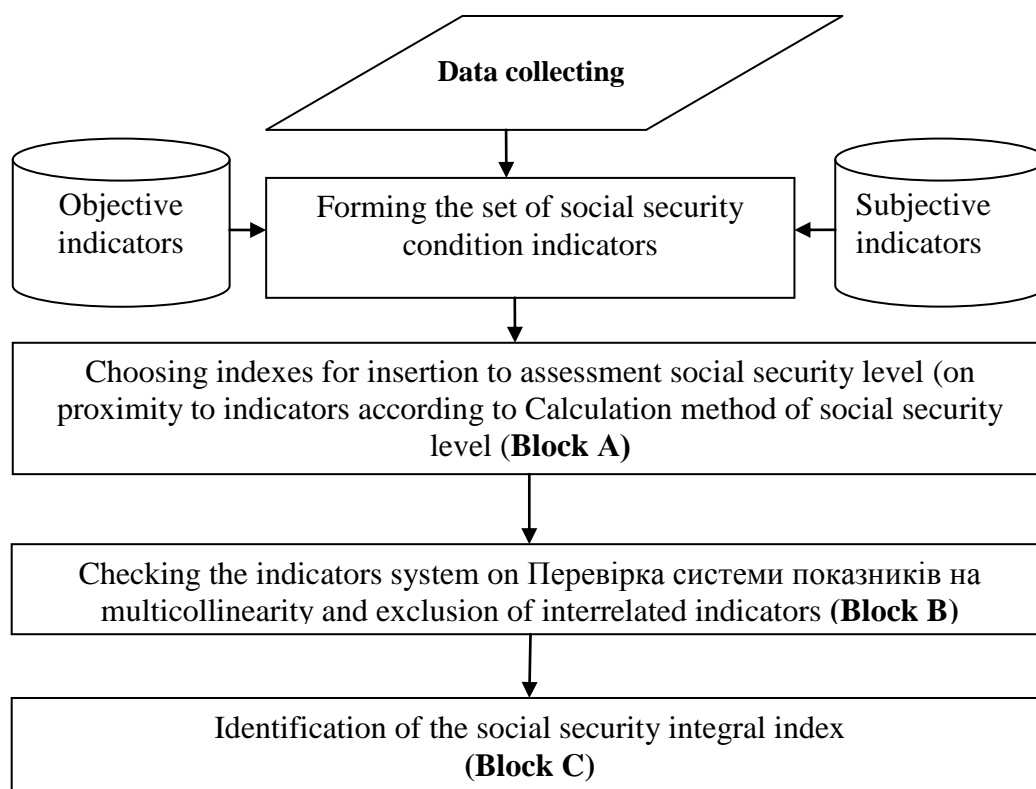 Data collecting
Objective
indicators
Forming the set of social security
condition indicators
Subjective
indicators
Choosing indexes for insertion to assessment social security level (on
proximity to indicators according to Calculation method of social security
level (Block A)
Checking the indicators system on Перевірка системи показників на
multicollinearity and exclusion of interrelated indicators (Block B)
Identification of the social security integral index
(Block C)